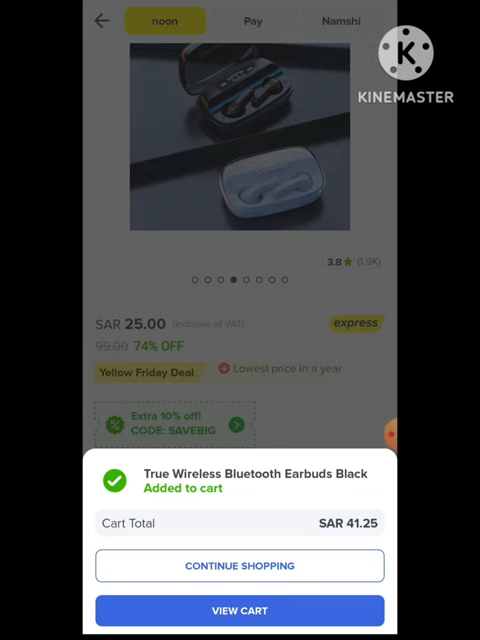 noon
Pay
Namshi
K
KINEMASTER
3.8 (1.9K)
SAR 25.00 (Inclusive of VAT)
express
99.00 74% OFF
Yellow Friday Deal
Lowest price in a year
Extra 10% off!
CODE: SAVEBIG
True Wireless Bluetooth Earbuds Black
Added to cart
Cart Total SAR 41.25
CONTINUE SHOPPING
VIEW CART